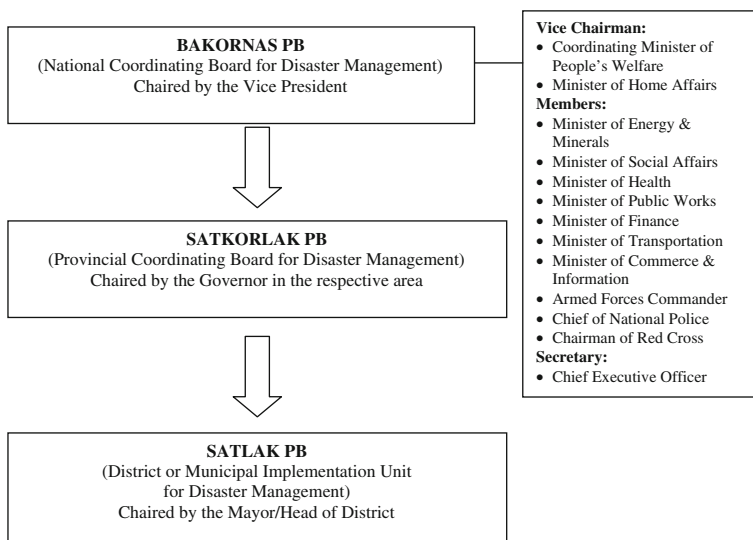 BAKORNAS PB
(National Coordinating Board for Disaster Management)
Chaired by the Vice President
SATKORLAK PB
(Provincial Coordinating Board for Disaster Management)
Chaired by the Governor in the respective area
SATLAK PB
(District or Municipal Implementation Unit
for Disaster Management)
Chaired by the Mayor/Head of District
Vice Chairman:
• Coordinating Minister of
People's Welfare
• Minister of Home Affairs
Members:
• Minister of Energy &
Minerals
• Minister of Social Affairs
• Minister of Health
• Minister of Public Works
• Minister of Finance
• Minister of Transportation
• Minister of Commerce &
Information
• Armed Forces Commander
• Chief of National Police
• Chairman of Red Cross
Secretary:
• Chief Executive Officer